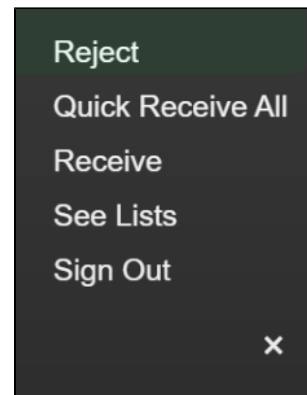 Reject
Quick Receive All
Receive
See Lists
Sign Out
×